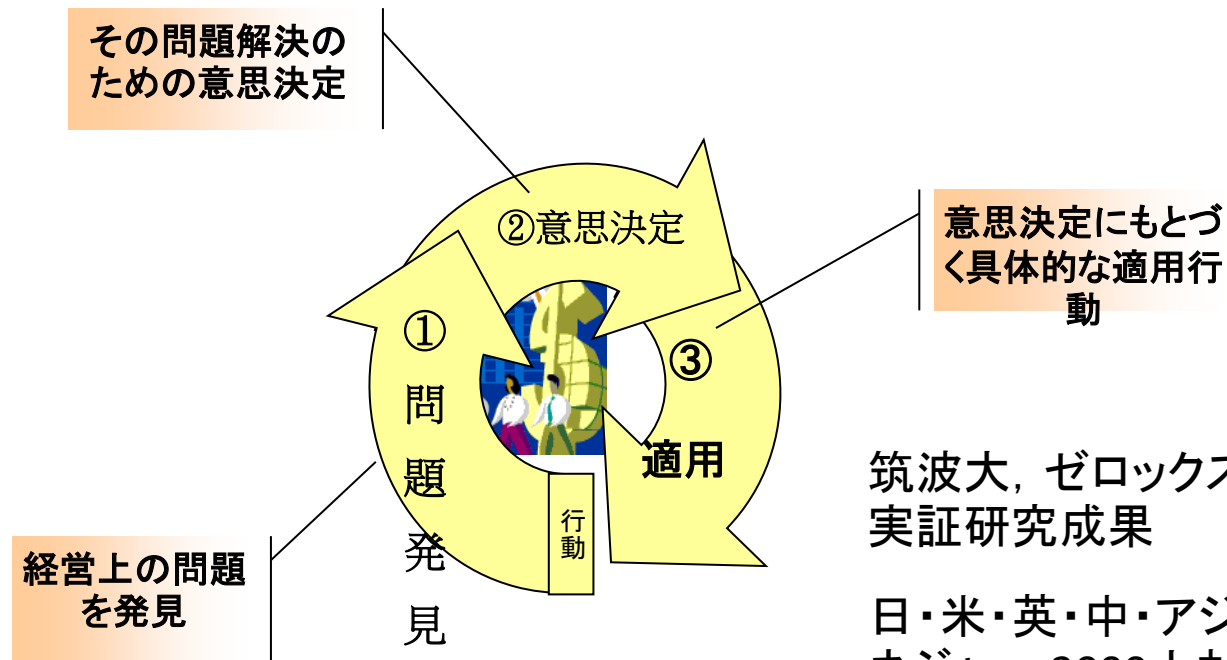 その問題解決の
ための意思決定
②意思決定
意思決定にもとづ
く具体的な適用行
動
①
問
題
発
見
③
適用
行
動
経営上の問題
を発見
筑波大, ゼロックス
実証研究成果
日・米・英・中・アジ